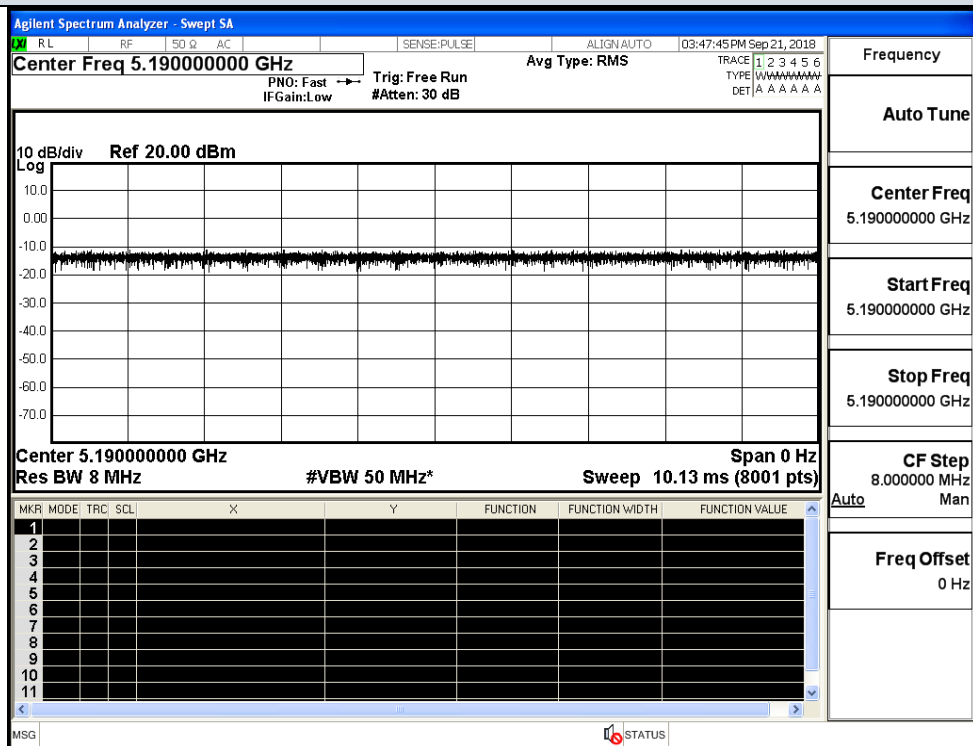 Agilent Spectrum Analyzer - Swept SA
LXI RL RF 50 Ω AC SENSE:PULSE ALIGN AUTO 03:47:45 PM Sep 21, 2018
Center Freq 5.190000000 GHz
PNO: Fast
IFGain:Low
Trig: Free Run
#Atten: 30 dB
Avg Type: RMS
TRACE 1 2 3 4 5 6
TYPE WWWWWW
DET A A A A A A
10 dB/div Ref 20.00 dBm
Log
10.0
0.00
-10.0
-20.0
-30.0
-40.0
-50.0
-60.0
-70.0
Center 5.190000000 GHz Span 0 Hz
Res BW 8 MHz #VBW 50 MHz* Sweep 10.13 ms (8001 pts)
MKR MODE TRC SCL X Y FUNCTION FUNCTION WIDTH FUNCTION VALUE
1
2
3
4
5
6
7
8
9
10
11
MSG STATUS
Frequency
Auto Tune
Center Freq
5.190000000 GHz
Start Freq
5.190000000 GHz
Stop Freq
5.190000000 GHz
CF Step
8.000000 MHz
Auto Man
Freq Offset
0 Hz